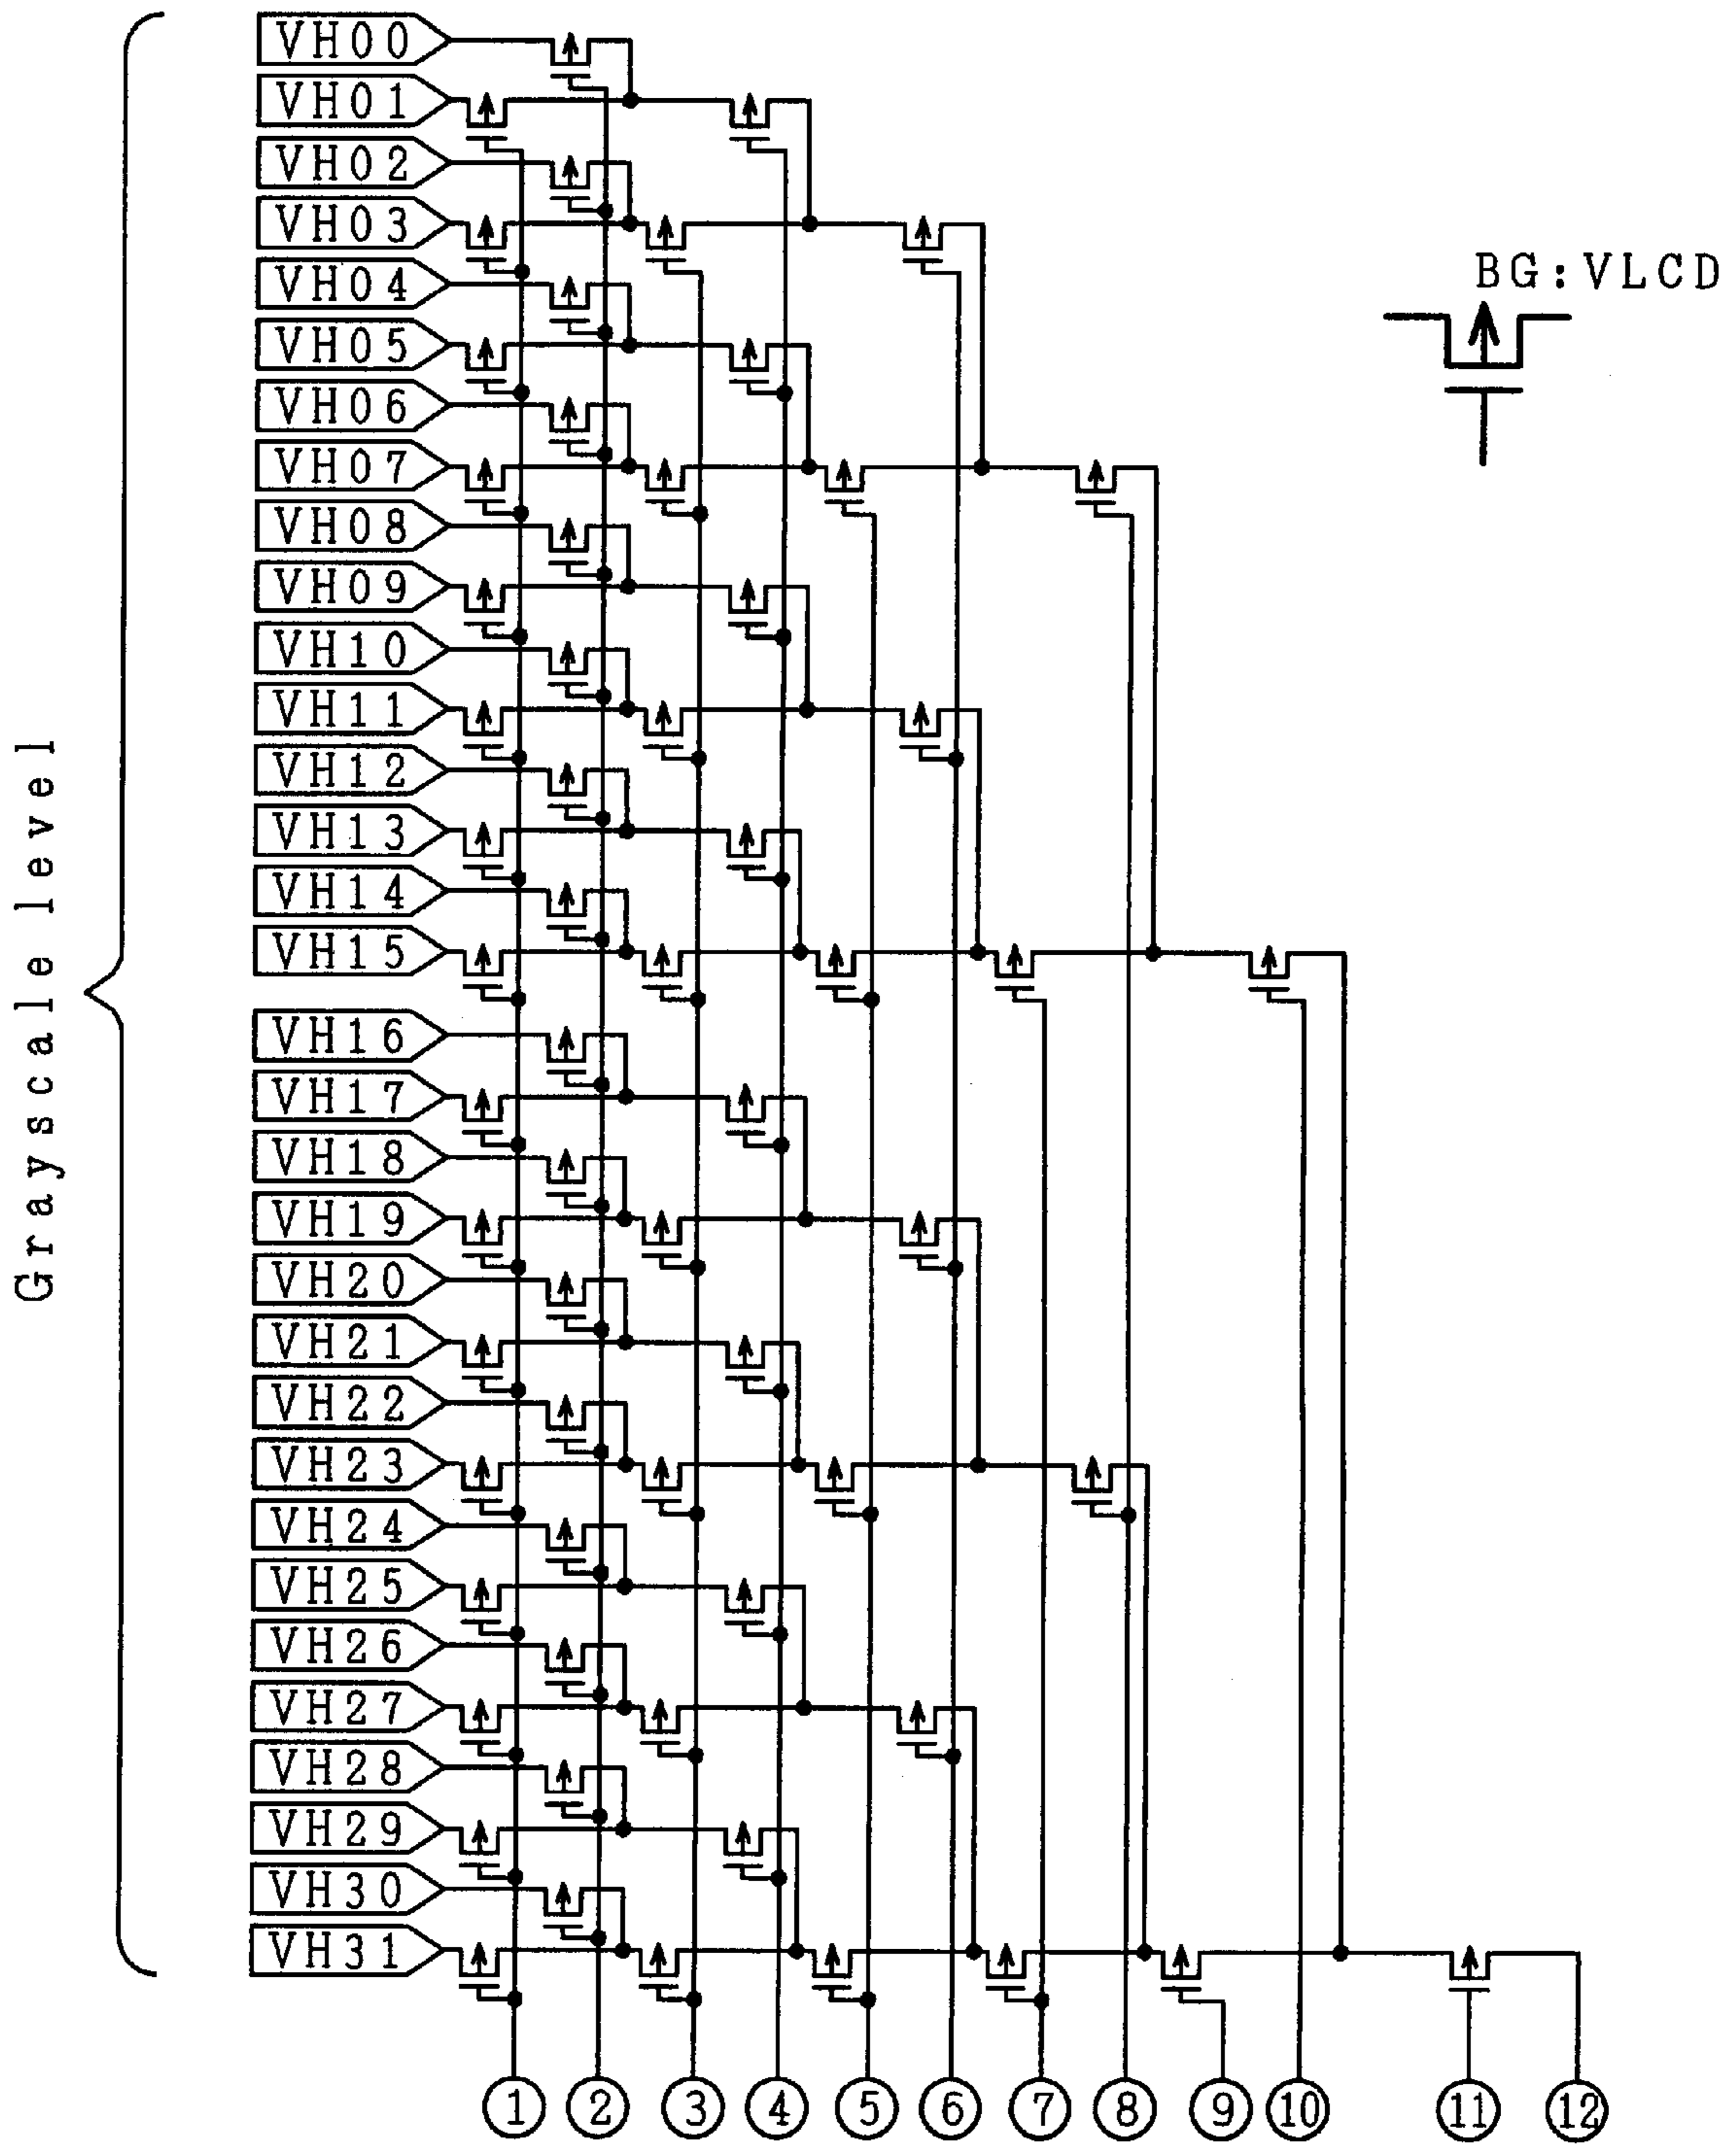 VH00
VH01
VH02
VH03
VH04
BG:VLCD
VH05
VH06
VH07
VH08
VH09
VH10
VH11
VH12
VH13
VH14
VH15
Grayscale level
VH16
VH17
VH18
VH19
VH20
VH21
VH22
VH23
VH24
VH25
VH26
VH27
VH28
VH29
VH30
VH31
1 2 3 4 5 6 7 8 9 10 11 12